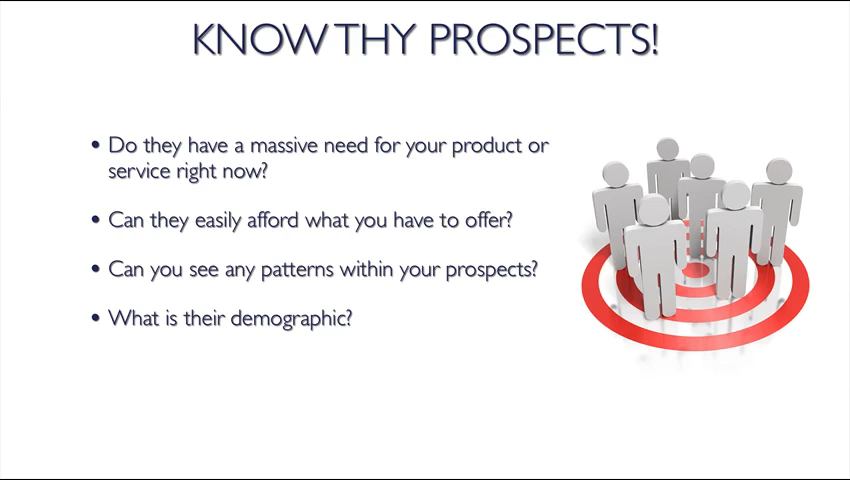 KNOW THY PROSPECTS!
• Do they have a massive need for your product or
service right now?
• Can they easily afford what you have to offer?
• Can you see any patterns within your prospects?
• What is their demographic?